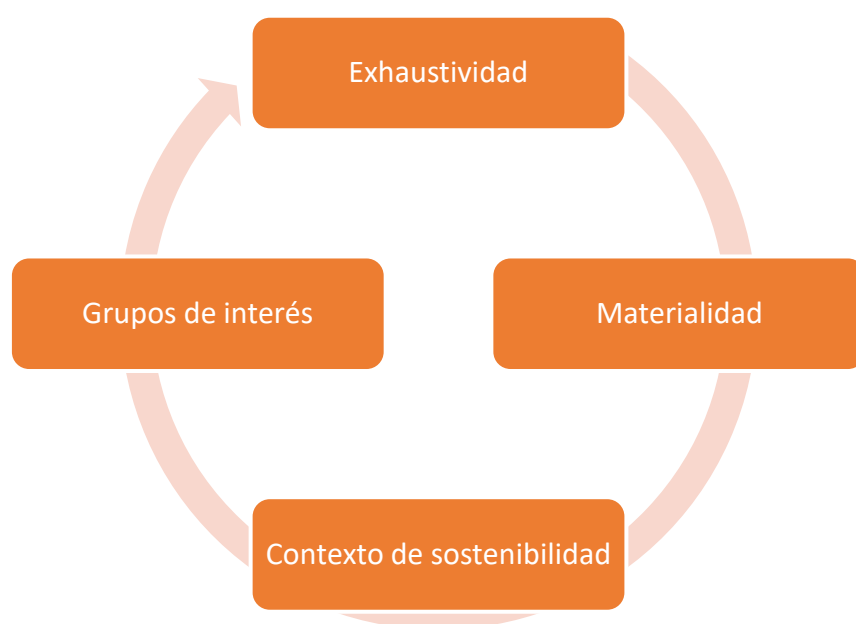 Exhaustividad
Grupos de interés
Materialidad
Contexto de sostenibilidad